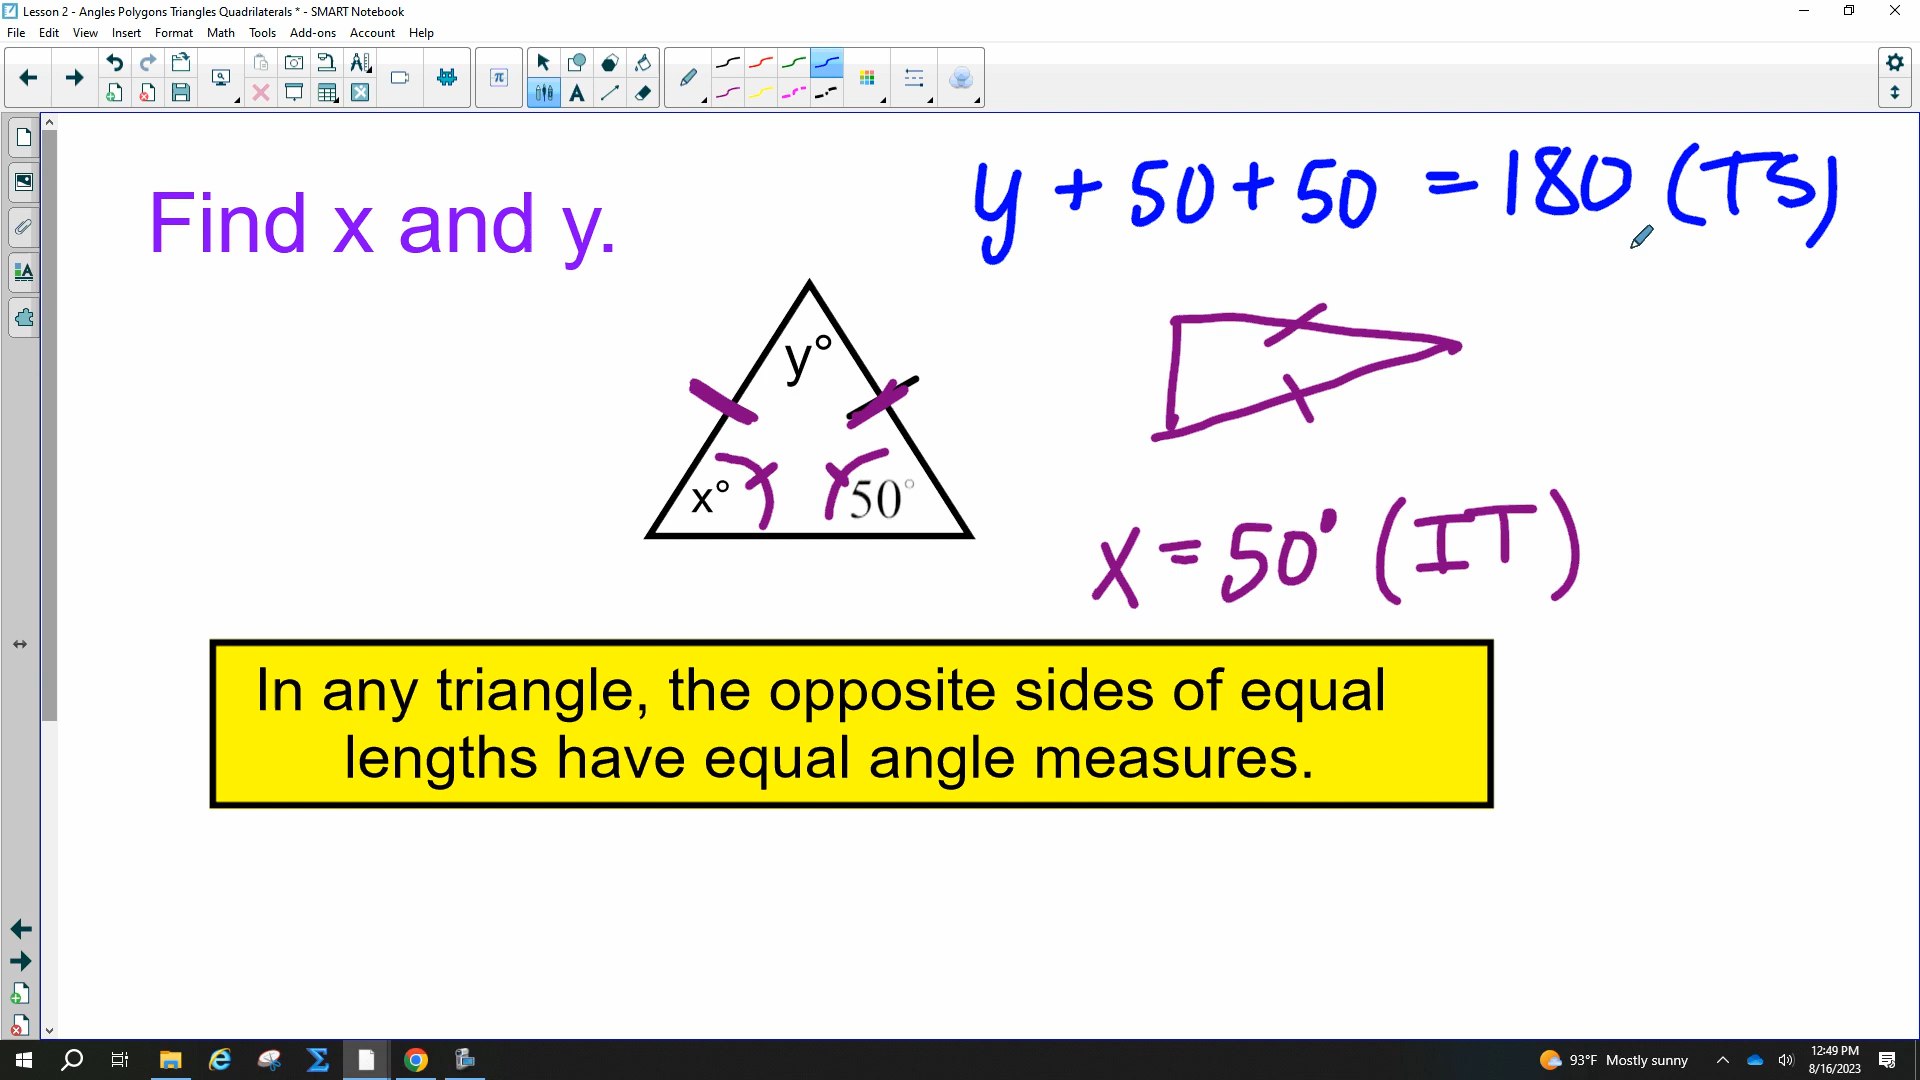 Lesson 2 - Angles Polygons Triangles Quadrilaterals * - SMART Notebook
File Edit View Insert Format Math Tools Add-ons Account Help
y + 50 + 50 = 180 (TS)
Find x and y.
y°
x°
50°
x = 50° (IT)
In any triangle, the opposite sides of equal
lengths have equal angle measures.
93°F Mostly sunny
12:49 PM
8/16/2023